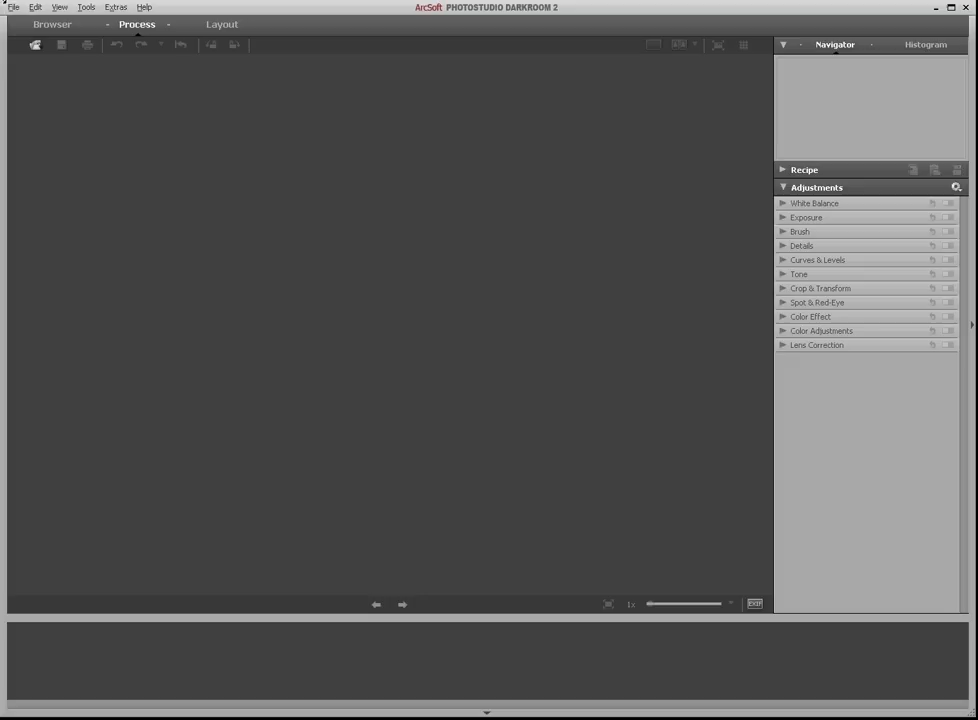 File Edit View Tools Extras Help
ArcSoft PHOTOSTUDIO DARKROOM 2
Browser Process Layout
Navigator Histogram
Recipe
Adjustments
White Balance
Exposure
Brush
Details
Curves & Levels
Tone
Crop & Transform
Spot & Red-Eye
Color Effect
Color Adjustments
Lens Correction
1x
EXIF